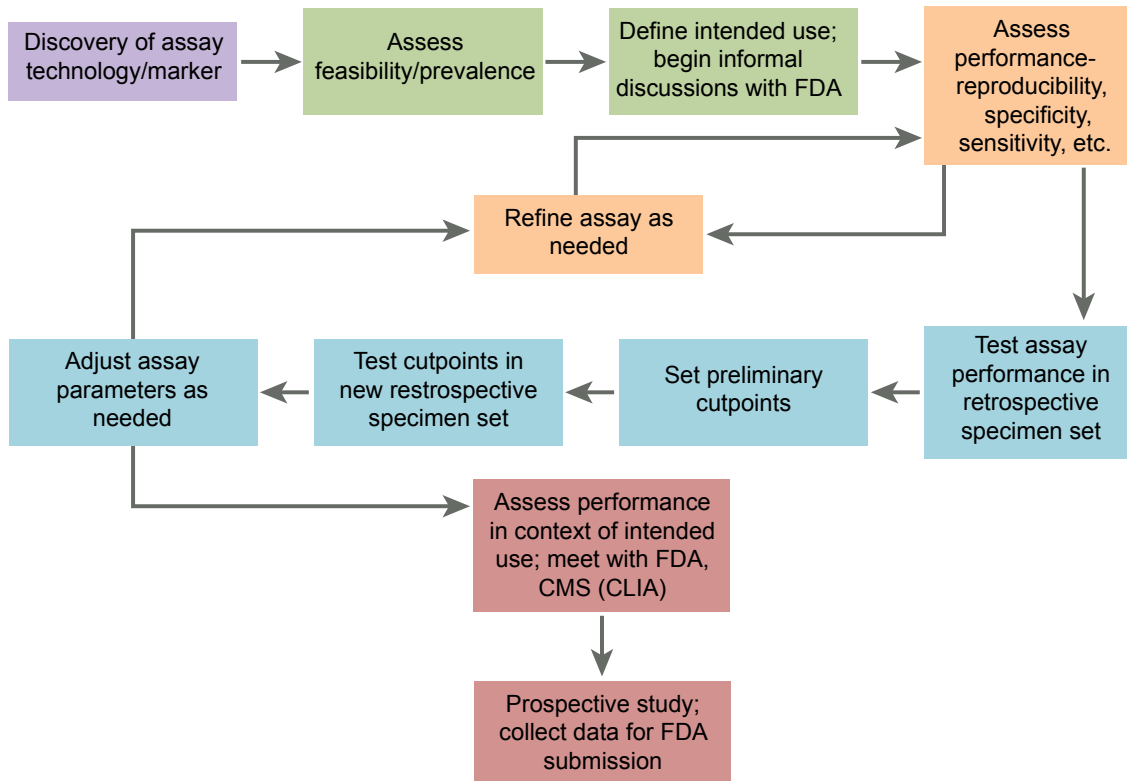 Discovery of assay
technology/marker
Assess
feasibility/prevalence
Define intended use;
begin informal
discussions with FDA
Assess
performance-
reproducibility,
specificity,
sensitivity, etc.
Refine assay as
needed
Adjust assay
parameters as
needed
Test cutpoints in
new restrospective
specimen set
Set preliminary
cutpoints
Test assay
performance in
retrospective
specimen set
Assess performance
in context of intended
use; meet with FDA,
CMS (CLIA)
Prospective study;
collect data for FDA
submission